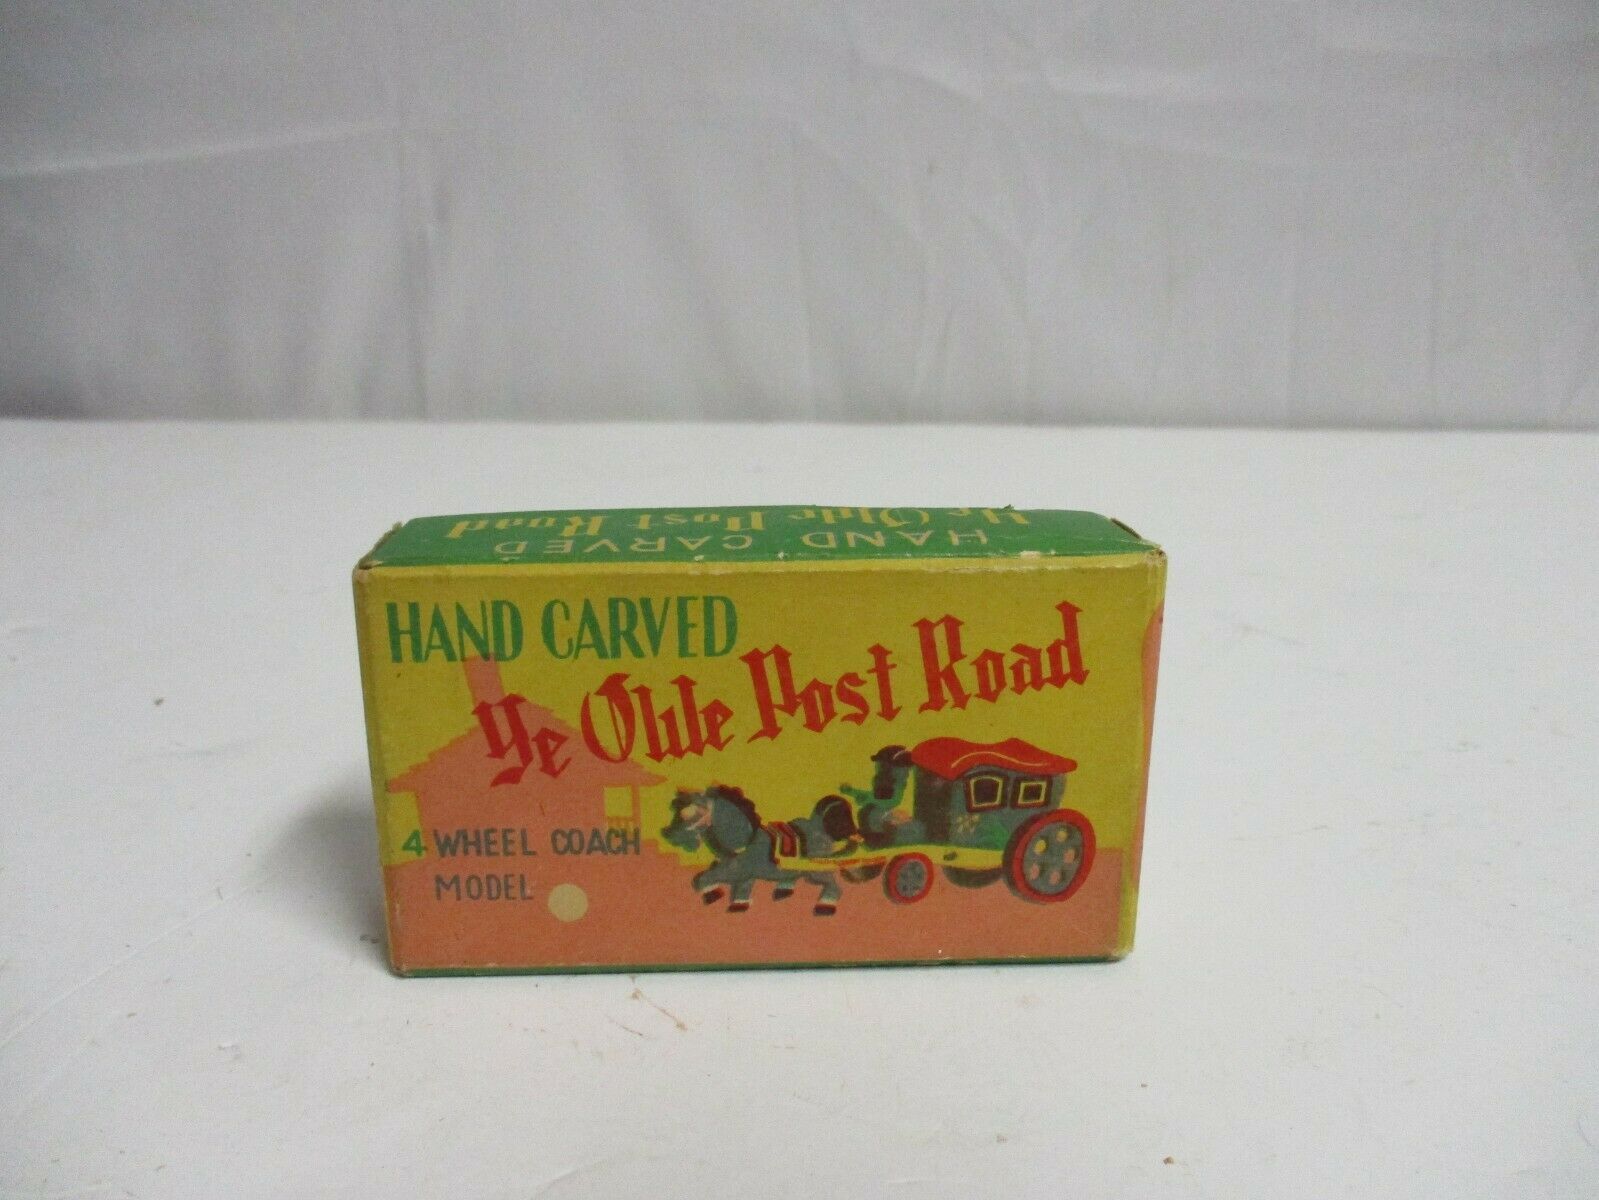 Ye Olde Post Road
HAND CARVED
HAND CARVED
Ye Olde Post Road
4 WHEEL COACH
MODEL